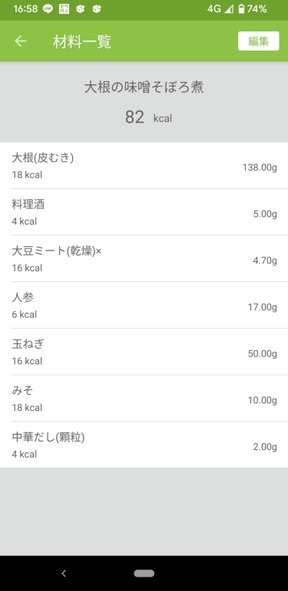 16:58
4G
74%
材料一覧
編集
大根の味噌そぼろ煮
82 kcal
大根(皮むき)
18 kcal
138.00g
料理酒
4 kcal
5.00g
大豆ミート(乾燥)×
16 kcal
4.70g
人参
6 kcal
17.00g
玉ねぎ
16 kcal
50.00g
みそ
18 kcal
10.00g
中華だし(顆粒)
4 kcal
2.00g